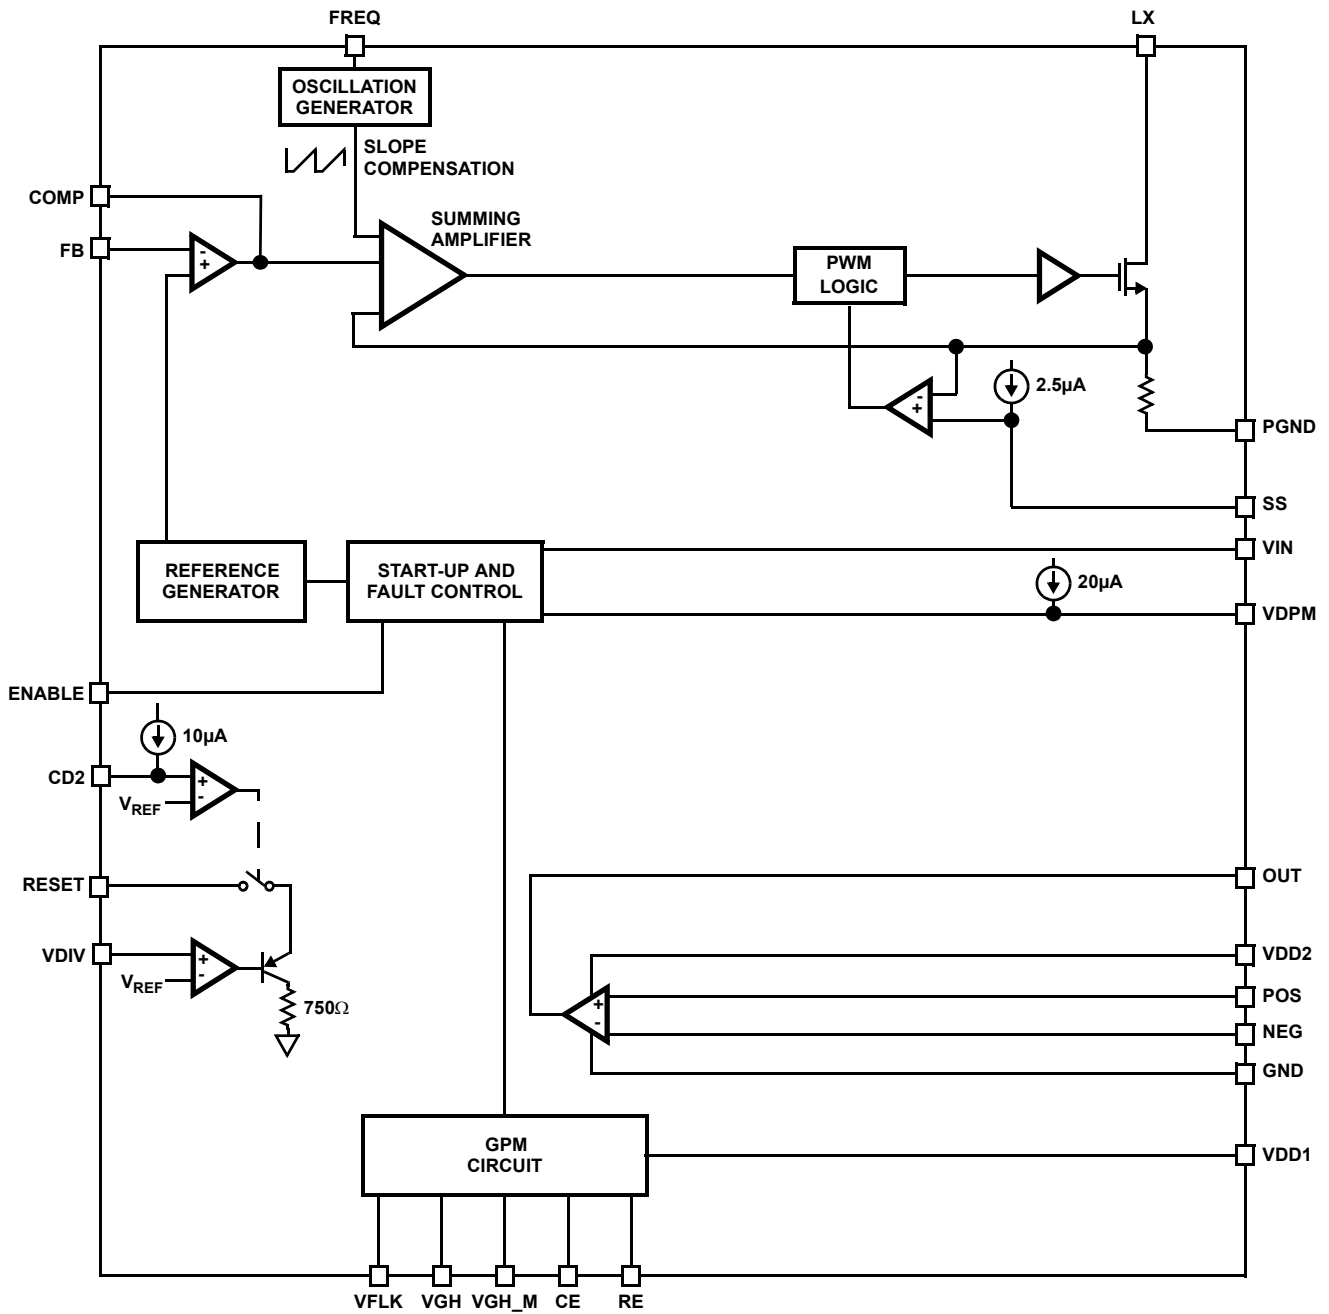 FREQ
LX
OSCILLATION
GENERATOR
SLOPE
COMPENSATION
COMP
SUMMING
AMPLIFIER
FB
-
+
PWM
LOGIC
2.5µA
-
+
PGND
SS
VIN
REFERENCE
GENERATOR
START-UP AND
FAULT CONTROL
20µA
VDPM
ENABLE
10µA
CD2
+
-
VREF
RESET
OUT
VDIV
+
-
VREF
VDD2
750Ω
POS
+
-
NEG
GND
GPM
CIRCUIT
VDD1
VFLK
VGH
VGH_M
CE
RE